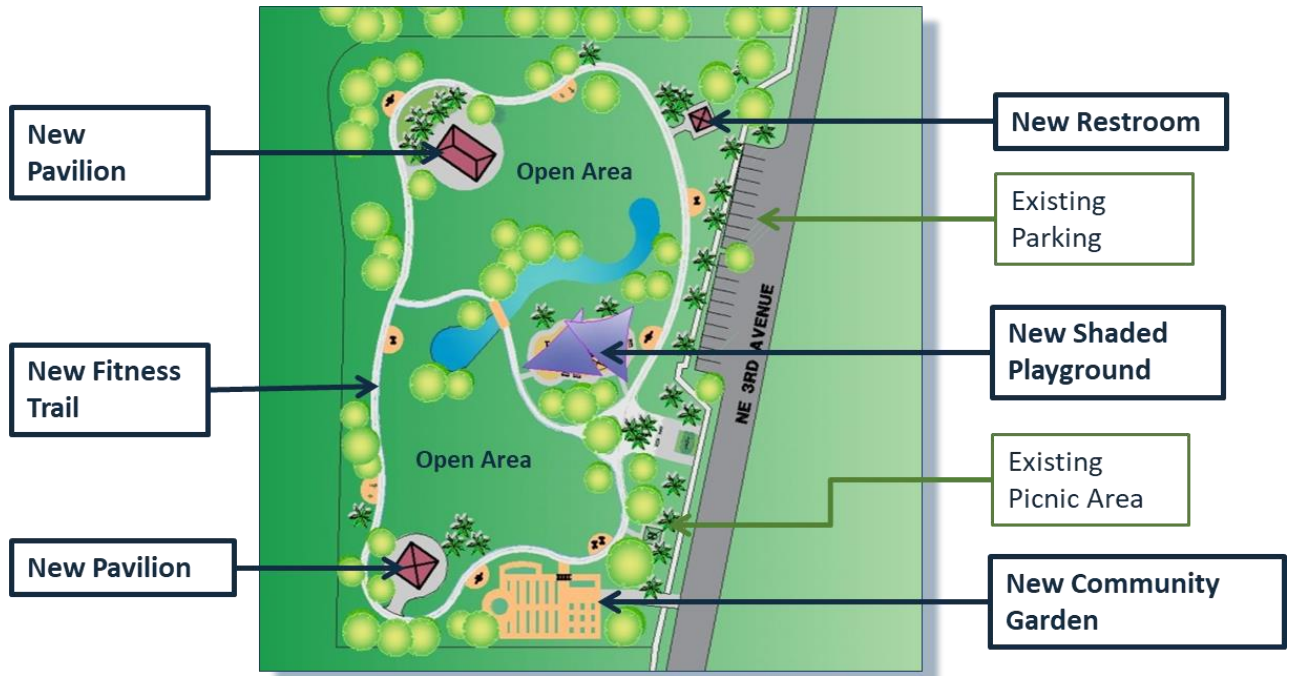 New
Pavilion
New Fitness
Trail
New Pavilion
Open Area
Open Area
NE 3RD AVENUE
New Restroom
Existing
Parking
New Shaded
Playground
Existing
Picnic Area
New Community
Garden